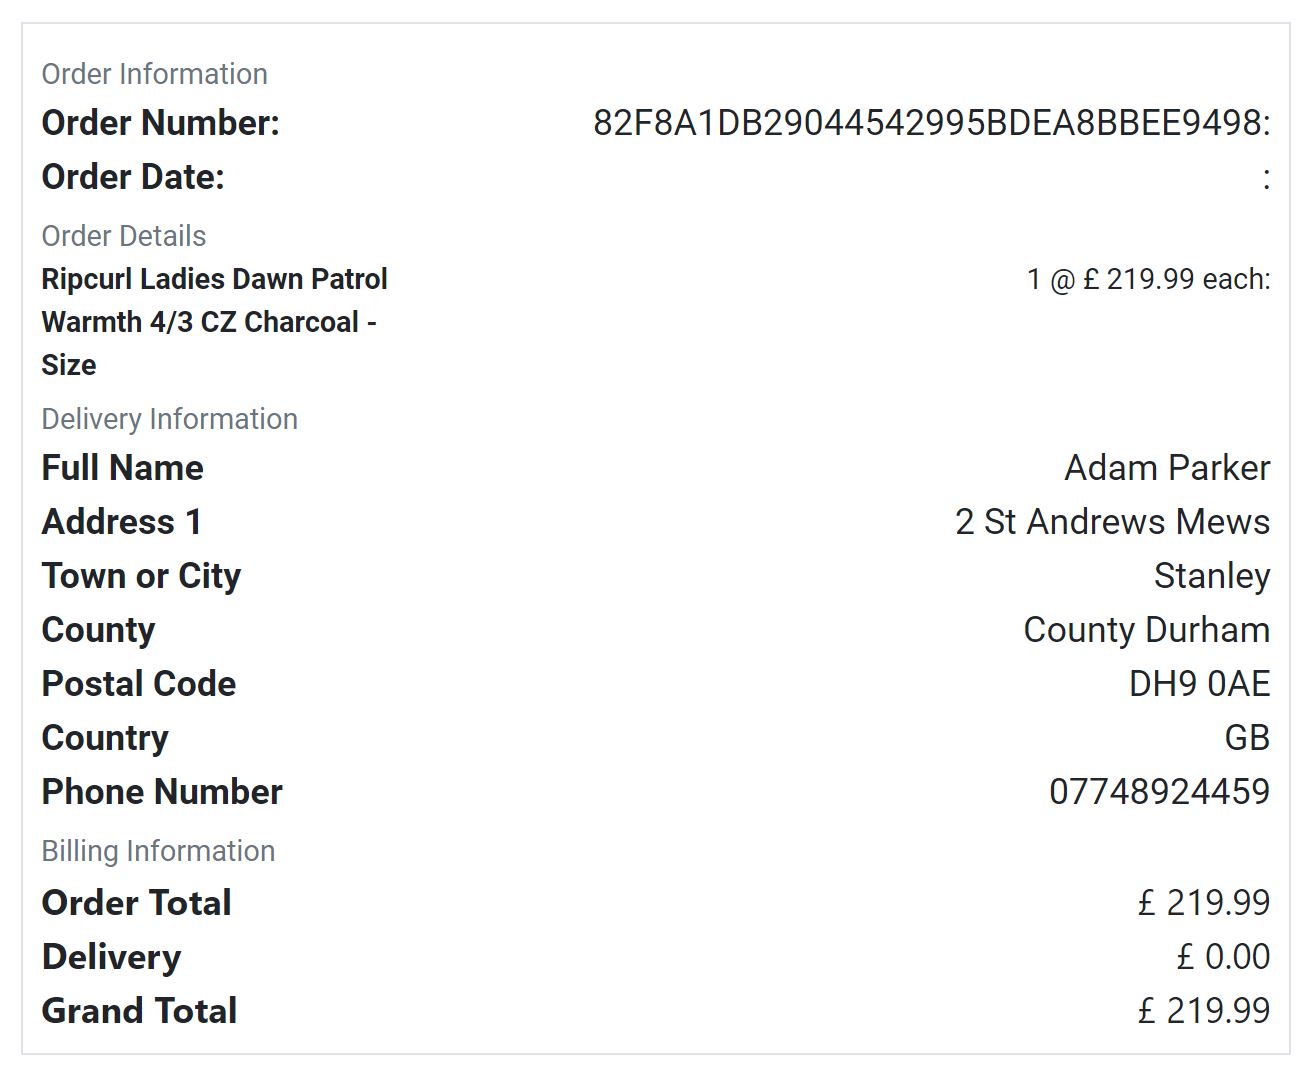 Order Information
Order Number: 82F8A1DB29044542995BDEA8BBEE9498:
Order Date: :
Order Details
Ripcurl Ladies Dawn Patrol 1 @ £ 219.99 each:
Warmth 4/3 CZ Charcoal -
Size
Delivery Information
Full Name Adam Parker
Address 1 2 St Andrews Mews
Town or City Stanley
County County Durham
Postal Code DH9 0AE
Country GB
Phone Number 07748924459
Billing Information
Order Total £ 219.99
Delivery £ 0.00
Grand Total £ 219.99